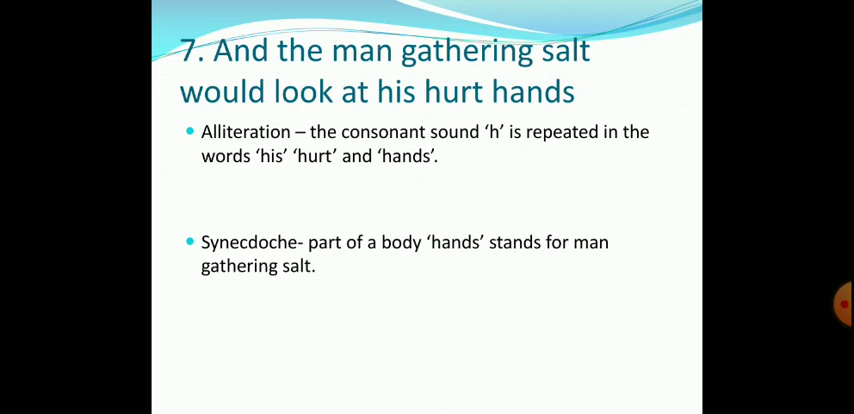 7. And the man gathering salt
would look at his hurt hands
• Alliteration – the consonant sound ‘h’ is repeated in the
words ‘his’ ‘hurt’ and ‘hands’.
• Synecdoche- part of a body ‘hands’ stands for man
gathering salt.